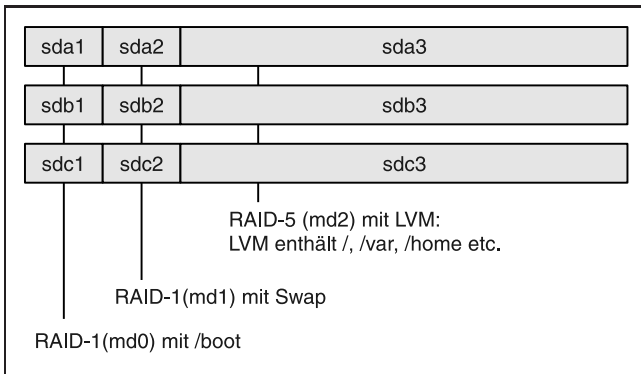 sda1 sda2 sda3
sdb1 sdb2 sdb3
sdc1 sdc2 sdc3
RAID-5 (md2) mit LVM:
LVM enthält /, /var, /home etc.
RAID-1(md1) mit Swap
RAID-1(md0) mit /boot